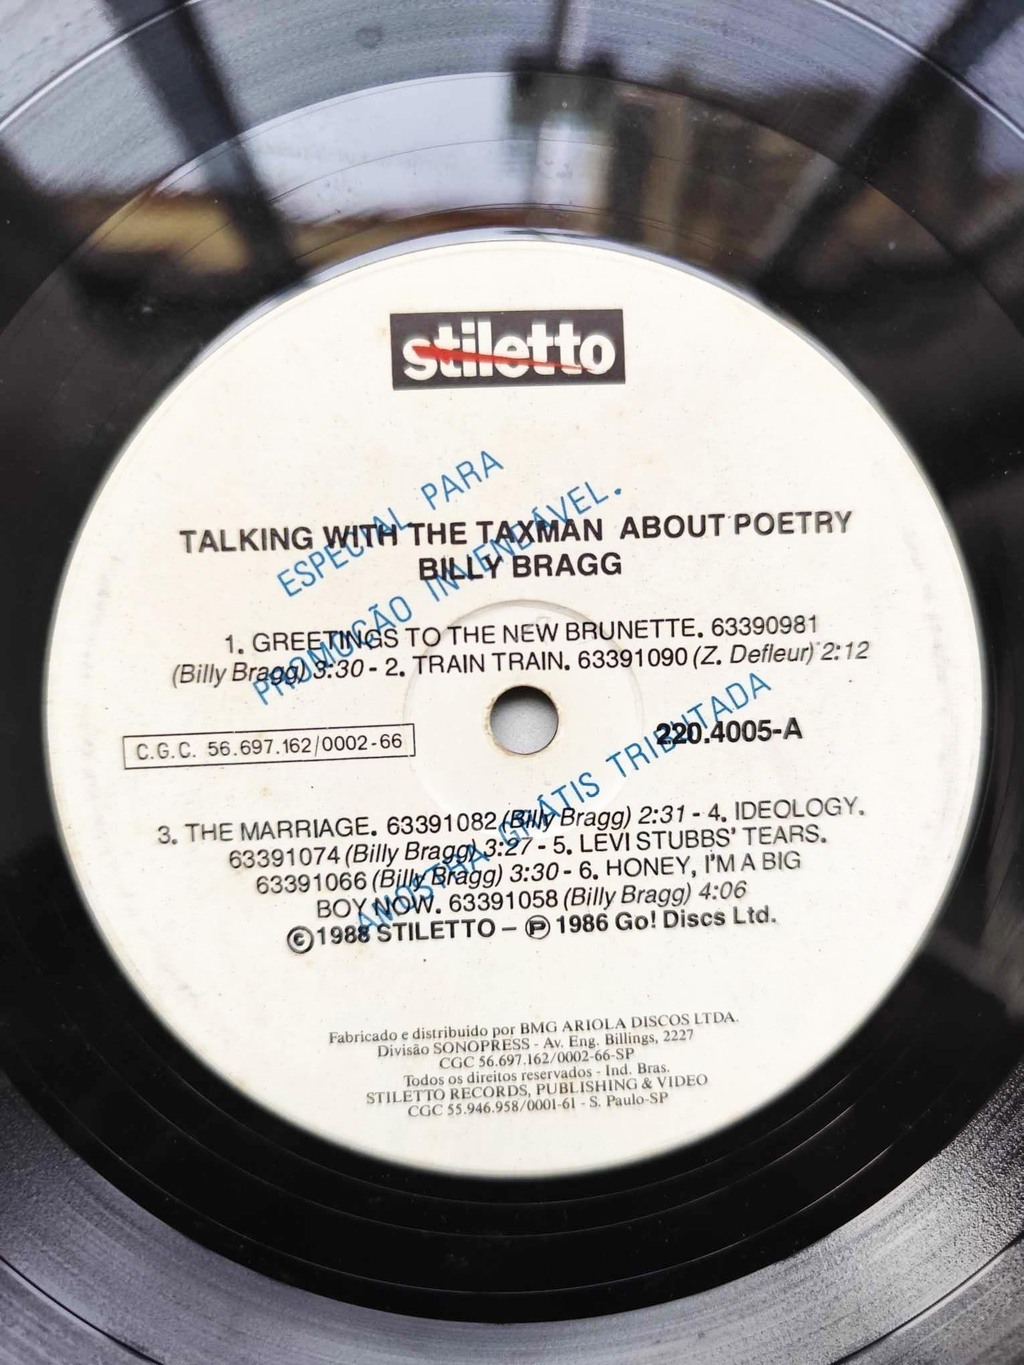 stiletto
ESPECIAL PARA
PROMOÇÃO INVENDÁVEL.
TALKING WITH THE TAXMAN ABOUT POETRY
BILLY BRAGG
1. GREETINGS TO THE NEW BRUNETTE. 63390981
(Billy Bragg) 3:30 - 2. TRAIN TRAIN. 63391090 (Z. Defleur) 2:12
C.G.C. 56.697.162/0002-66
220.4005-A
AMOSTRA GRÁTIS TRIBUTADA
3. THE MARRIAGE. 63391082 (Billy Bragg) 2:31 - 4. IDEOLOGY.
63391074 (Billy Bragg) 3:27 - 5. LEVI STUBBS' TEARS.
63391066 (Billy Bragg) 3:30 - 6. HONEY, I'M A BIG
BOY NOW. 63391058 (Billy Bragg) 4:06
©1988 STILETTO – ℗ 1986 Go! Discs Ltd.
Fabricado e distribuido por BMG ARIOLA DISCOS LTDA.
Divisão SONOPRESS - Av. Eng. Billings, 2227
CGC 56.697.162/0002-66-SP
Todos os direitos reservados - Ind. Bras.
STILETTO RECORDS, PUBLISHING & VIDEO
CGC 55.946.958/0001-61 - S. Paulo-SP